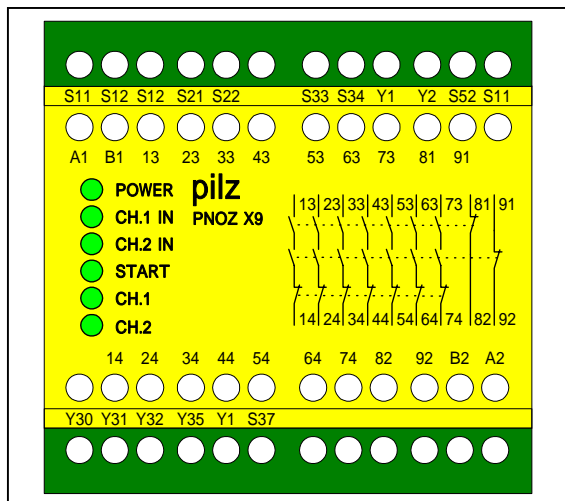 S11 S12 S12 S21 S22 S33 S34 Y1 Y2 S52 S11
A1 B1 13 23 33 43 53 63 73 81 91
POWER pilz
CH.1 IN PNOZ X9
CH.2 IN
START
CH.1
CH.2
13 23 33 43 53 63 73 81 91
14 24 34 44 54 64 74 82 92
14 24 34 44 54 64 74 82 92 B2 A2
Y30 Y31 Y32 Y35 Y1 S37